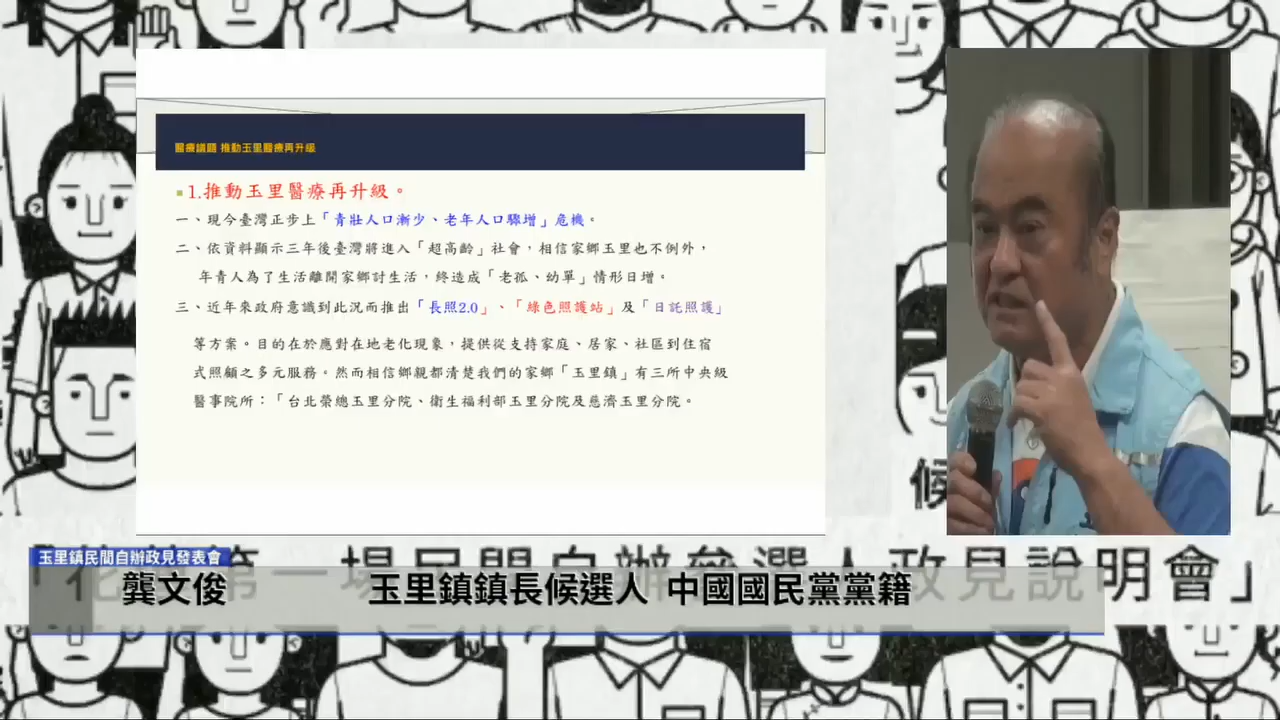 醫療議題 推動玉里醫療再升級
1.推動玉里醫療再升級。
一、現今臺灣正步上「青壯人口漸少、老年人口驟增」危機。
二、依資料顯示三年後臺灣將進入「超高齡」社會，相信家鄉玉里也不例外，
年青人為了生活離開家鄉討生活，終造成「老孤、幼單」情形日增。
三、近年來政府意識到此況而推出「長照2.0」、「綠色照護站」及「日託照護」
等方案。目的在於應對在地老化現象，提供從支持家庭、居家、社區到住宿
式照顧之多元服務。然而相信鄉親都清楚我們的家鄉「玉里鎮」有三所中央級
醫事院所：「台北榮總玉里分院、衛生福利部玉里分院及慈濟玉里分院。
候
玉里鎮民間自辦政見發表會
龔文俊 玉里鎮鎮長候選人 中國國民黨黨籍